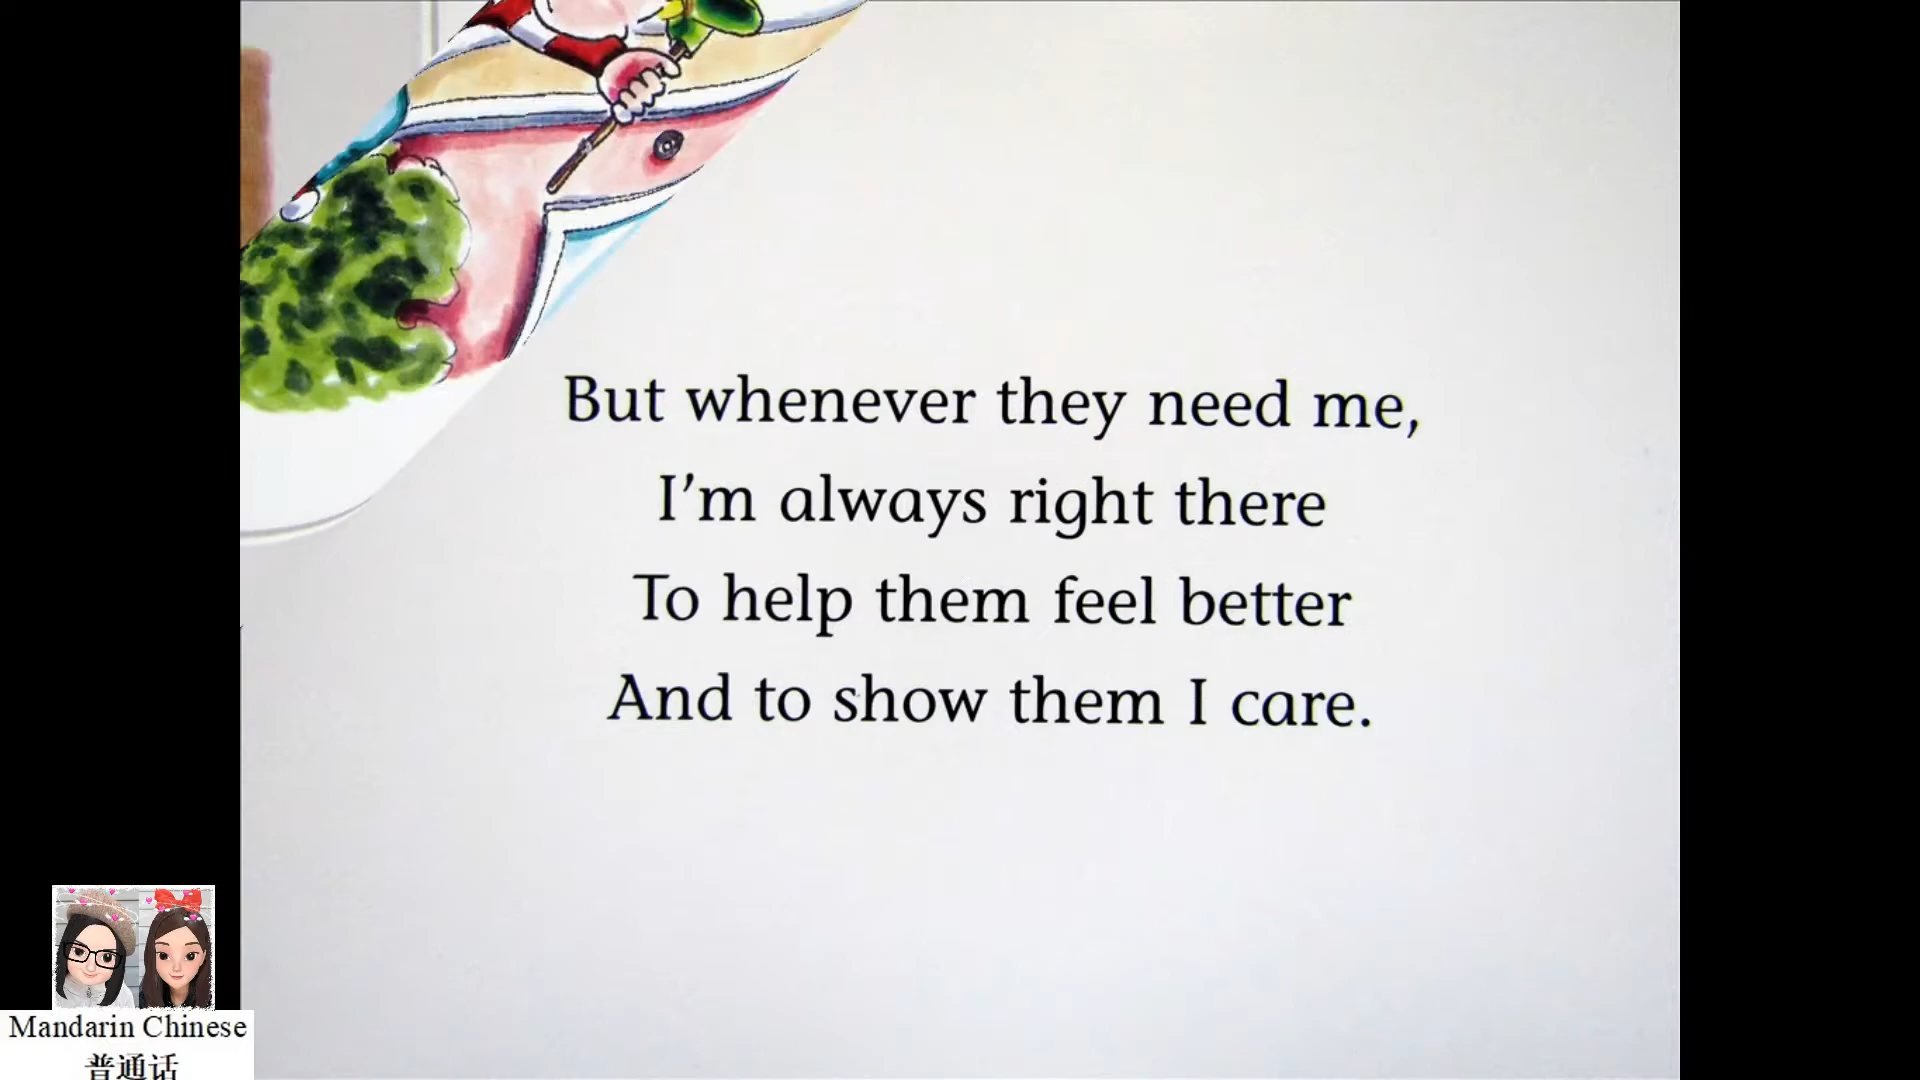 But whenever they need me,
I'm always right there
To help them feel better
And to show them I care.
Mandarin Chinese
普通话